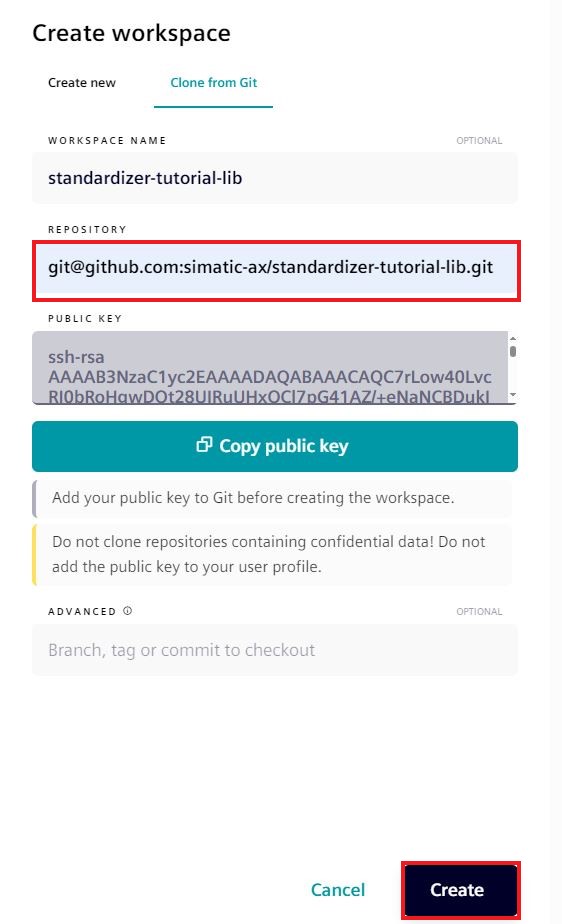 Create workspace
Create new
Clone from Git
WORKSPACE NAME
OPTIONAL
standardizer-tutorial-lib
REPOSITORY
git@github.com:simatic-ax/standardizer-tutorial-lib.git
PUBLIC KEY
ssh-rsa
AAAAB3NzaC1yc2EAAAADAQABAAACAQC7rLow40Lvc
Copy public key
Add your public key to Git before creating the workspace.
Do not clone repositories containing confidential data! Do not
add the public key to your user profile.
ADVANCED
OPTIONAL
Branch, tag or commit to checkout
Cancel
Create